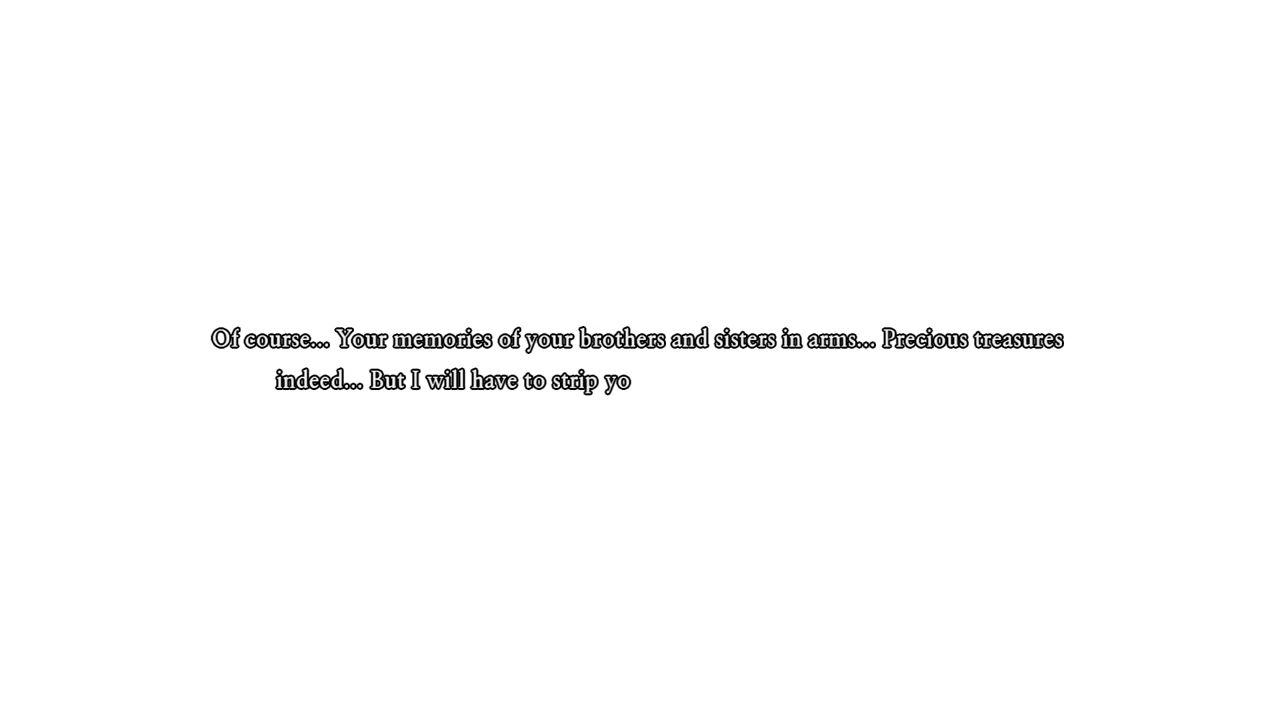 Of course... Your memories of your brothers and sisters in arms... Precious treasures
indeed... But I will have to strip yo